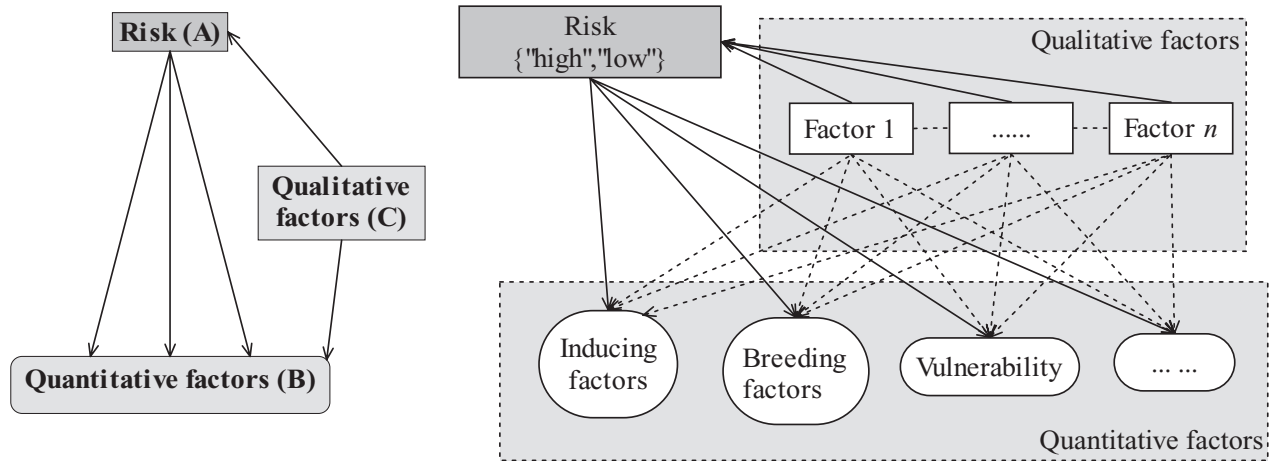 Risk (A)
Qualitative
factors (C)
Quantitative factors (B)
Risk
{"high","low"}
Qualitative factors
Factor 1
......
Factor n
Inducing
factors
Breeding
factors
Vulnerability
... ...
Quantitative factors